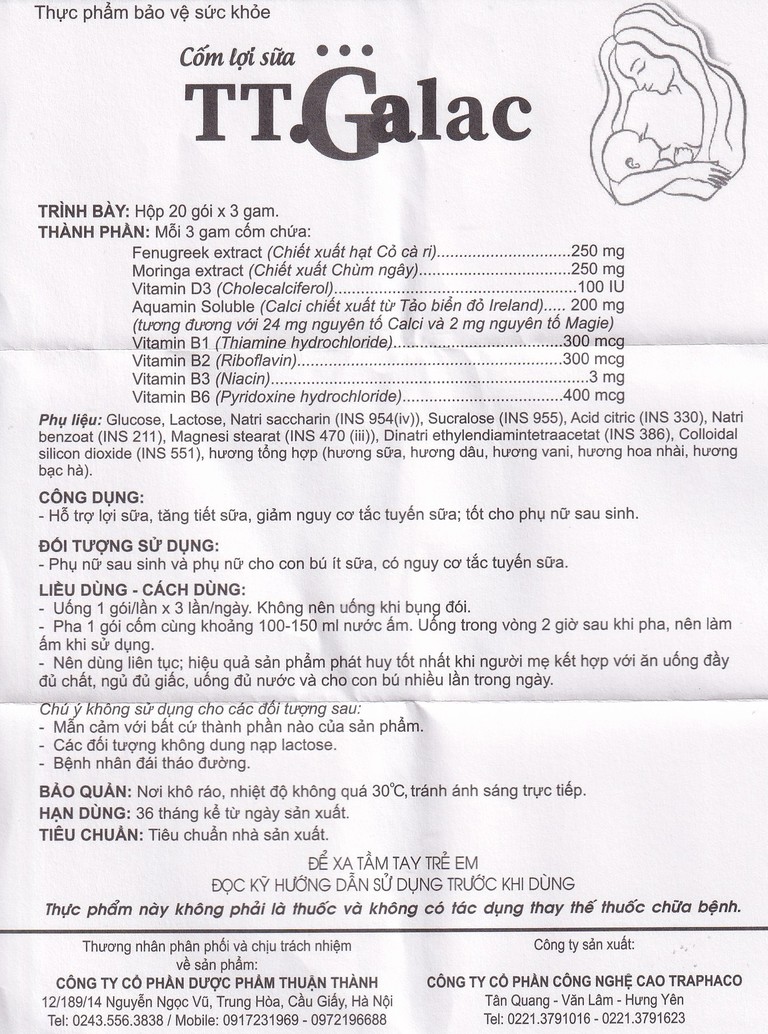 Thực phẩm bảo vệ sức khỏe
Cốm lợi sữa
TT.Galac
TRÌNH BÀY: Hộp 20 gói x 3 gam.
THÀNH PHẦN: Mỗi 3 gam cốm chứa:
Fenugreek extract (Chiết xuất hạt Cỏ cà ri)..............................250 mg
Moringa extract (Chiết xuất Chùm ngây)..................................250 mg
Vitamin D3 (Cholecalciferol)......................................................100 IU
Aquamin Soluble (Calci chiết xuất từ Tảo biển đỏ Ireland)..... 200 mg
(tương đương với 24 mg nguyên tố Calci và 2 mg nguyên tố Magie)
Vitamin B1 (Thiamine hydrochloride)......................................300 mcg
Vitamin B2 (Riboflavin)............................................................300 mcg
Vitamin B3 (Niacin)......................................................................3 mg
Vitamin B6 (Pyridoxine hydrochloride)....................................400 mcg
Phụ liệu: Glucose, Lactose, Natri saccharin (INS 954(iv)), Sucralose (INS 955), Acid citric (INS 330), Natri
benzoat (INS 211), Magnesi stearat (INS 470 (iii)), Dinatri ethylendiamintetraacetat (INS 386), Colloidal
silicon dioxide (INS 551), hương tổng hợp (hương sữa, hương dâu, hương vani, hương hoa nhài, hương
bạc hà).
CÔNG DỤNG:
- Hỗ trợ lợi sữa, tăng tiết sữa, giảm nguy cơ tắc tuyến sữa; tốt cho phụ nữ sau sinh.
ĐỐI TƯỢNG SỬ DỤNG:
- Phụ nữ sau sinh và phụ nữ cho con bú ít sữa, có nguy cơ tắc tuyến sữa.
LIỀU DÙNG - CÁCH DÙNG:
- Uống 1 gói/lần x 3 lần/ngày. Không nên uống khi bụng đói.
- Pha 1 gói cốm cùng khoảng 100-150 ml nước ấm. Uống trong vòng 2 giờ sau khi pha, nên làm
ấm khi sử dụng.
- Nên dùng liên tục; hiệu quả sản phẩm phát huy tốt nhất khi người mẹ kết hợp với ăn uống đầy
đủ chất, ngủ đủ giấc, uống đủ nước và cho con bú nhiều lần trong ngày.
Chú ý không sử dụng cho các đối tượng sau:
- Mẫn cảm với bất cứ thành phần nào của sản phẩm.
- Các đối tượng không dung nạp lactose.
- Bệnh nhân đái tháo đường.
BẢO QUẢN: Nơi khô ráo, nhiệt độ không quá 30°C, tránh ánh sáng trực tiếp.
HẠN DÙNG: 36 tháng kể từ ngày sản xuất.
TIÊU CHUẨN: Tiêu chuẩn nhà sản xuất.
ĐỂ XA TẦM TAY TRẺ EM
ĐỌC KỸ HƯỚNG DẪN SỬ DỤNG TRƯỚC KHI DÙNG
Thực phẩm này không phải là thuốc và không có tác dụng thay thế thuốc chữa bệnh.
Thương nhân phân phối và chịu trách nhiệm
về sản phẩm:
CÔNG TY CỔ PHẦN DƯỢC PHẨM THUẬN THÀNH
12/189/14 Nguyễn Ngọc Vũ, Trung Hòa, Cầu Giấy, Hà Nội
Tel: 0243.556.3838 / Mobile: 0917231969 - 0972196688
Công ty sản xuất:
CÔNG TY CỔ PHẦN CÔNG NGHỆ CAO TRAPHACO
Tân Quang - Văn Lâm - Hưng Yên
Tel: 0221.3791016 - 0221.3791623